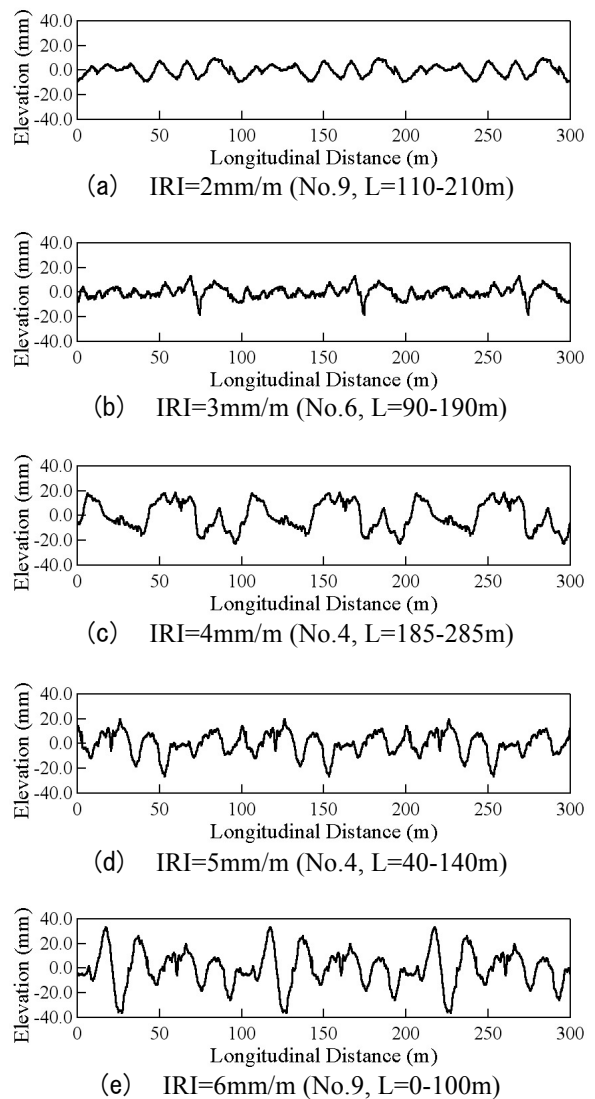 Elevation (mm)
40.0
20.0
0.0
-20.0
-40.0
0 50 100 150 200 250 300
Longitudinal Distance (m)
(a) IRI=2mm/m (No.9, L=110-210m)
Elevation (mm)
40.0
20.0
0.0
-20.0
-40.0
0 50 100 150 200 250 300
Longitudinal Distance (m)
(b) IRI=3mm/m (No.6, L=90-190m)
Elevation (mm)
40.0
20.0
0.0
-20.0
-40.0
0 50 100 150 200 250 300
Longitudinal Distance (m)
(c) IRI=4mm/m (No.4, L=185-285m)
Elevation (mm)
40.0
20.0
0.0
-20.0
-40.0
0 50 100 150 200 250 300
Longitudinal Distance (m)
(d) IRI=5mm/m (No.4, L=40-140m)
Elevation (mm)
40.0
20.0
0.0
-20.0
-40.0
0 50 100 150 200 250 300
Longitudinal Distance (m)
(e) IRI=6mm/m (No.9, L=0-100m)